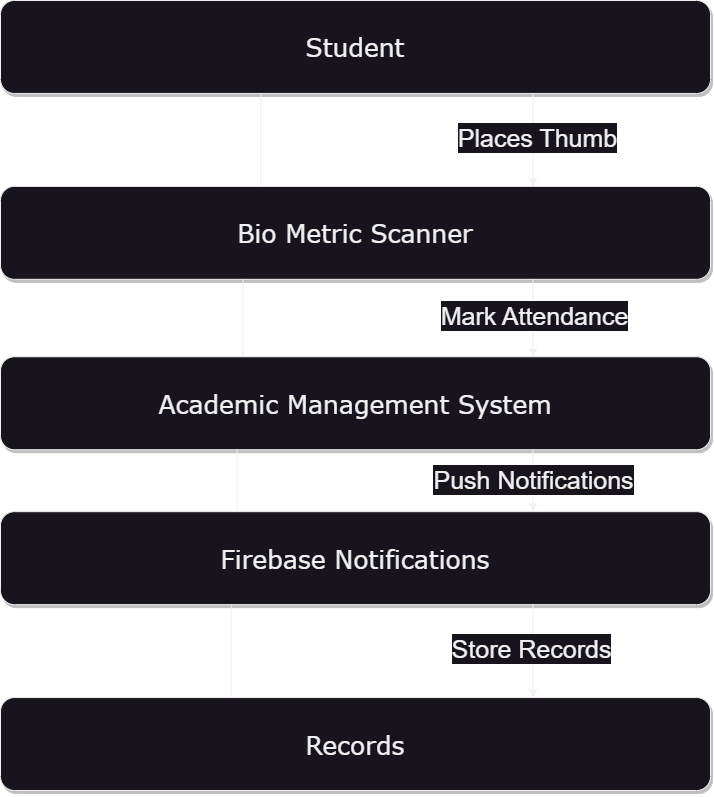 Student
Places Thumb
Bio Metric Scanner
Mark Attendance
Academic Management System
Push Notifications
Firebase Notifications
Store Records
Records